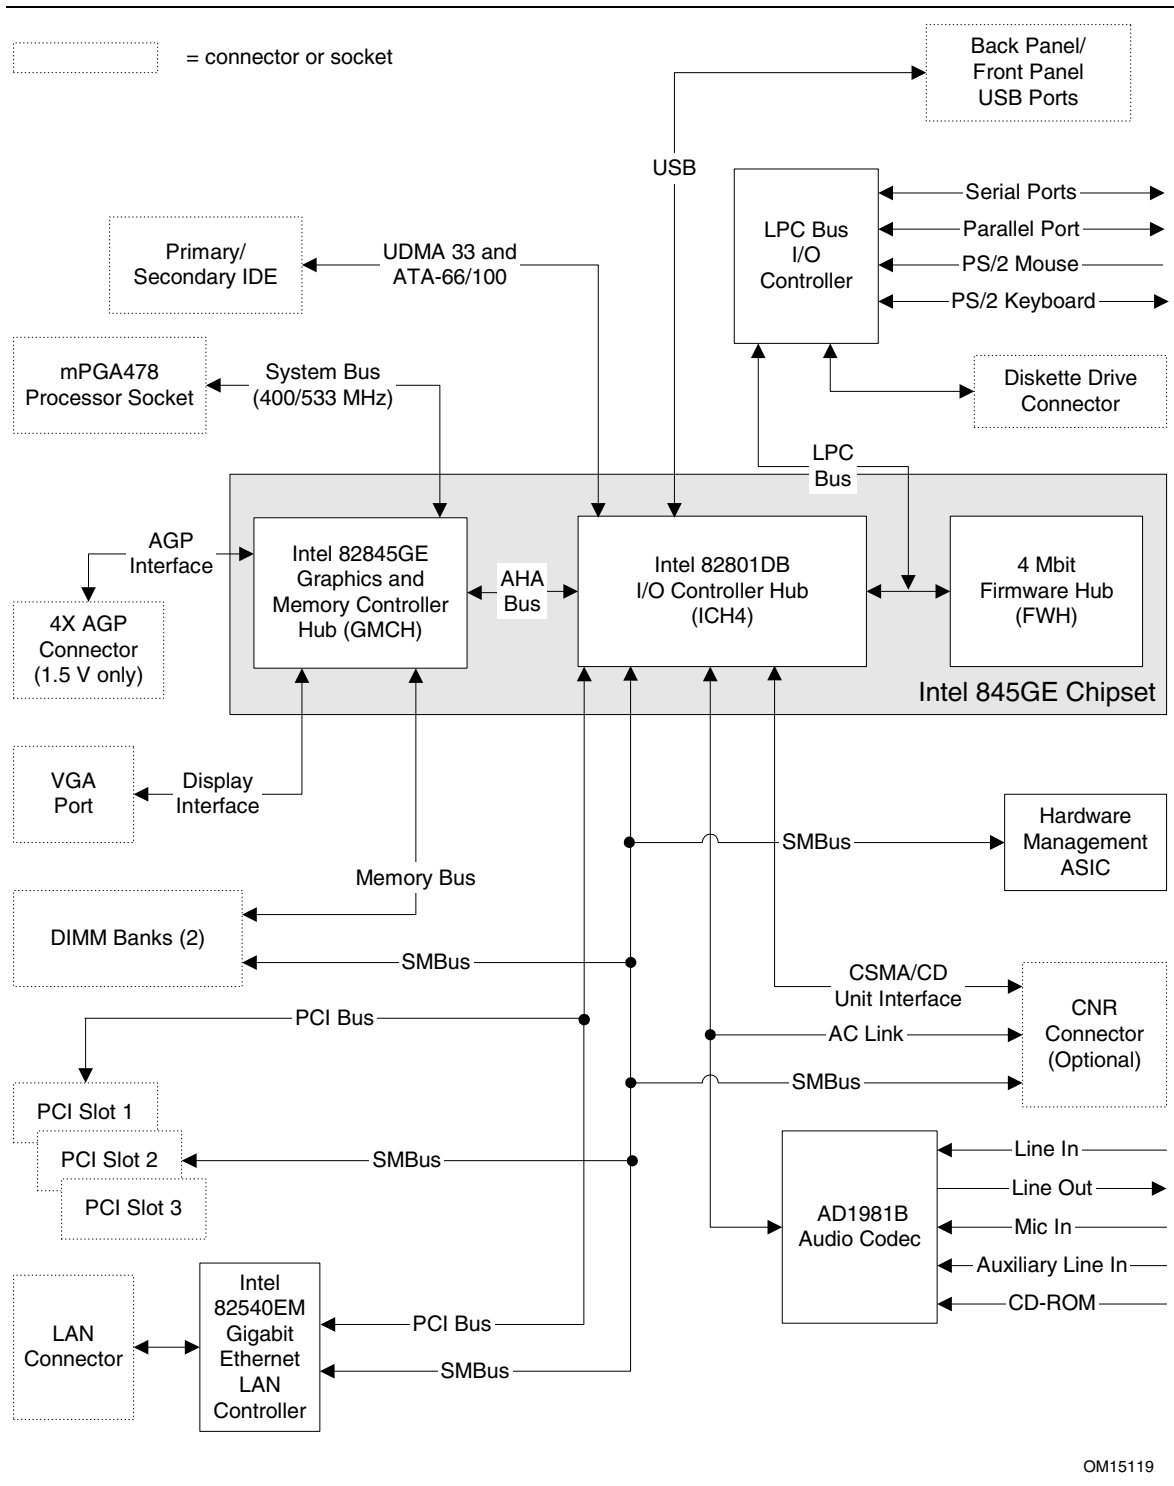 = connector or socket
Back Panel/
Front Panel
USB Ports
USB
LPC Bus
I/O
Controller
Serial Ports
Parallel Port
PS/2 Mouse
PS/2 Keyboard
Primary/
Secondary IDE
UDMA 33 and
ATA-66/100
mPGA478
Processor Socket
System Bus
(400/533 MHz)
Diskette Drive
Connector
LPC
Bus
AGP
Interface
Intel 82845GE
Graphics and
Memory Controller
Hub (GMCH)
AHA
Bus
Intel 82801DB
I/O Controller Hub
(ICH4)
4 Mbit
Firmware Hub
(FWH)
4X AGP
Connector
(1.5 V only)
Intel 845GE Chipset
VGA
Port
Display
Interface
Hardware
Management
ASIC
SMBus
Memory Bus
DIMM Banks (2)
SMBus
CSMA/CD
Unit Interface
CNR
Connector
(Optional)
PCI Bus
AC Link
SMBus
PCI Slot 1
PCI Slot 2
PCI Slot 3
SMBus
AD1981B
Audio Codec
Line In
Line Out
Mic In
Auxiliary Line In
CD-ROM
LAN
Connector
Intel
82540EM
Gigabit
Ethernet
LAN
Controller
PCI Bus
SMBus
OM15119